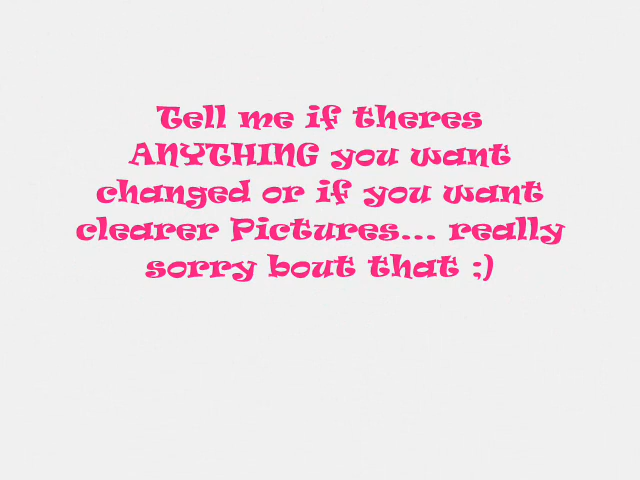 Tell me if theres
ANYTHING you want
changed or if you want
clearer Pictures... really
sorry bout that ;)